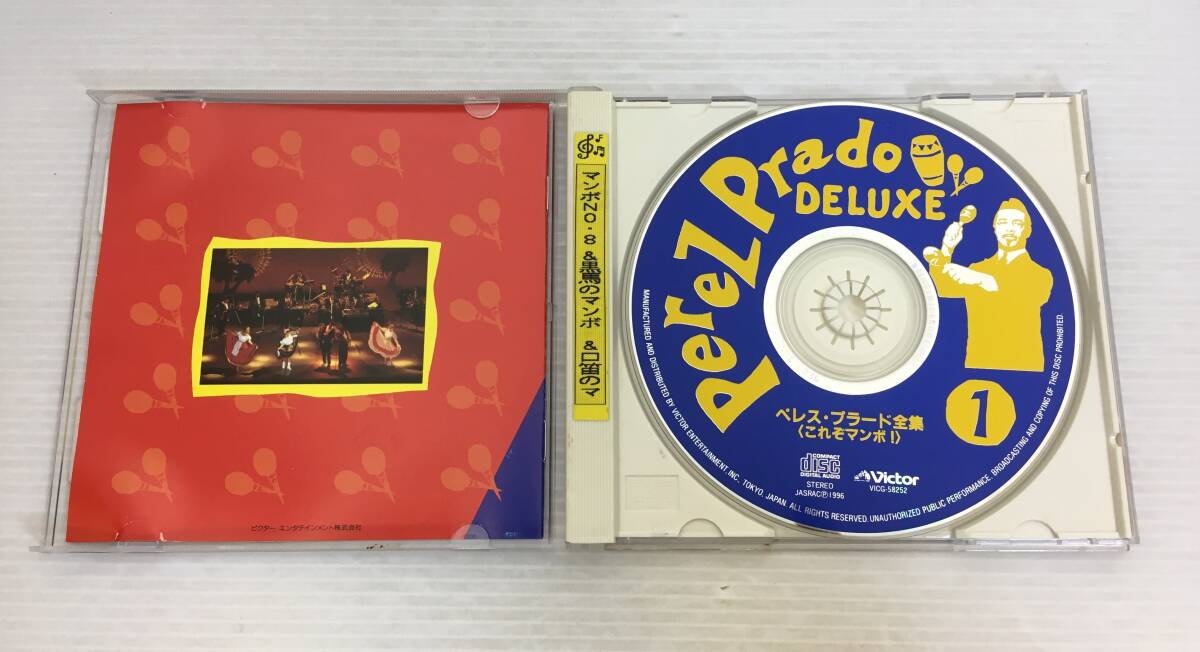 ビクター エンタテインメント株式会社
マンボNO.8&黒馬のマンボ &口笛のマ
Perez Prado
DELUXE
1
ペレス・プラード全集
〈これぞマンボ!〉
COMPACT
disc
DIGITAL AUDIO
STEREO
JASRAC Ⓟ 1996
Victor
VICG-58252
MANUFACTURED AND DISTRIBUTED BY VICTOR ENTERTAINMENT, INC., TOKYO, JAPAN. ALL RIGHTS RESERVED. UNAUTHORIZED PUBLIC PERFORMANCE, BROADCASTING AND COPYING OF THIS DISC PROHIBITED.